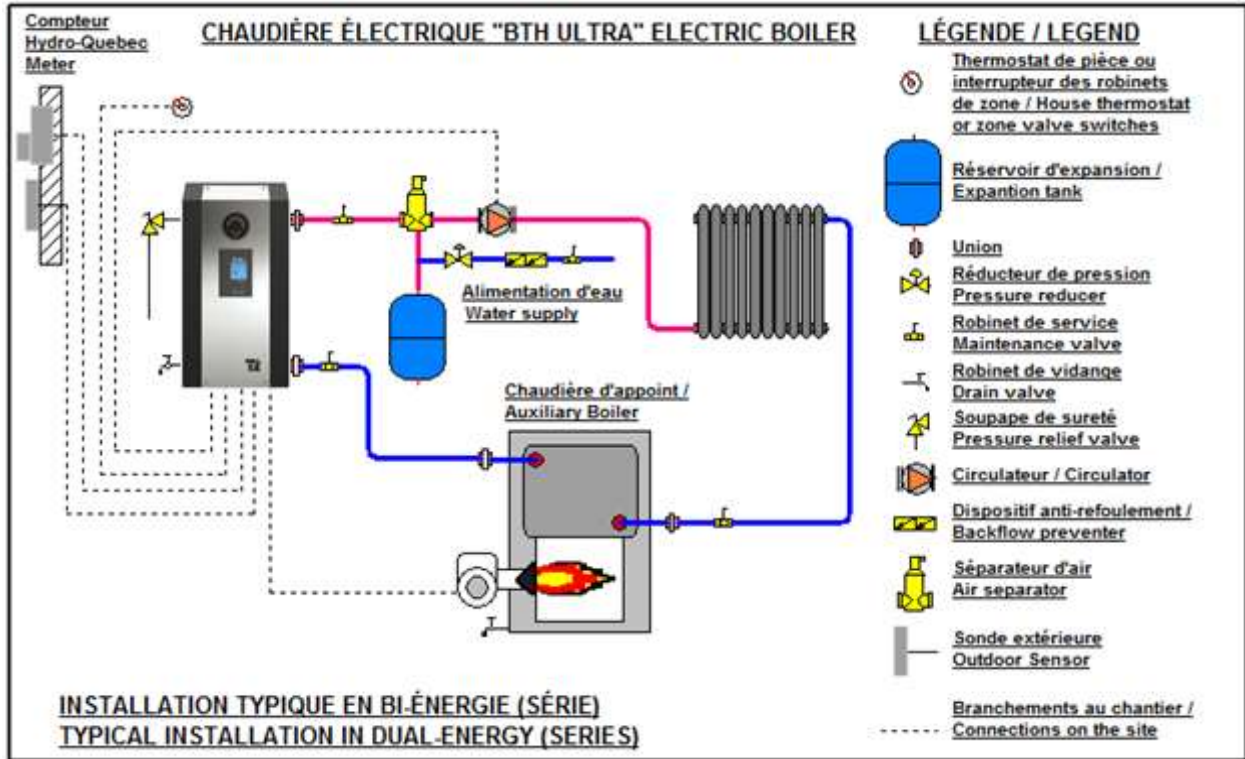 Compteur
Hydro-Quebec
Meter
CHAUDIÈRE ÉLECTRIQUE "BTH ULTRA" ELECTRIC BOILER
Alimentation d'eau
Water supply
Chaudière d'appoint /
Auxiliary Boiler
INSTALLATION TYPIQUE EN BI-ÉNERGIE (SÉRIE)
TYPICAL INSTALLATION IN DUAL-ENERGY (SERIES)
LÉGENDE / LEGEND
Thermostat de pièce ou
interrupteur des robinets
de zone / House thermostat
or zone valve switches
Réservoir d'expansion /
Expantion tank
Union
Réducteur de pression
Pressure reducer
Robinet de service
Maintenance valve
Robinet de vidange
Drain valve
Soupape de sureté
Pressure relief valve
Circulateur / Circulator
Dispositif anti-refoulement /
Backflow preventer
Séparateur d'air
Air separator
Sonde extérieure
Outdoor Sensor
Branchements au chantier /
Connections on the site